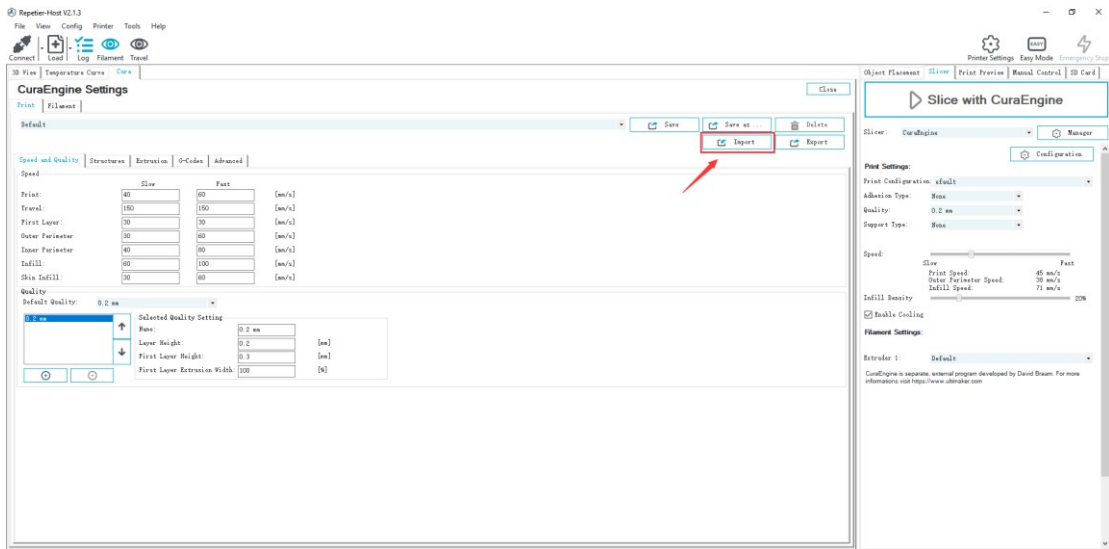 Repetier-Host V2.1.3
File View Config Printer Tools Help
Connect Load Log Filament Travel
Printer Settings Easy Mode Emergency Stop
EASY
3D View Temperature Curve Cura
Object Placement Slicer Print Preview Manual Control SD Card
CuraEngine Settings
Close
Print Filament
Default
Save Save as ... Delete
Import Export
Speed and Quality Structures Extrusion G-Codes Advanced
Speed
Slow Fast
Print: 40 60 [mm/s]
Travel: 150 150 [mm/s]
First Layer: 30 30 [mm/s]
Outer Perimeter 30 60 [mm/s]
Inner Perimeter 40 80 [mm/s]
Infill: 60 100 [mm/s]
Skin Infill: 30 60 [mm/s]
Quality
Default Quality: 0.2 mm
0.2 mm
Selected Quality Setting
Name: 0.2 mm
Layer Height: 0.2 [mm]
First Layer Height: 0.3 [mm]
First Layer Extrusion Width: 100 [%]
Slice with CuraEngine
Slicer: CuraEngine Manager
Configuration
Print Settings:
Print Configuration: efault
Adhesion Type: None
Quality: 0.2 mm
Support Type: None
Speed:
Slow Fast
Print Speed: 45 mm/s
Outer Perimeter Speed: 38 mm/s
Infill Speed: 71 mm/s
Infill Density 20%
Enable Cooling
Filament Settings:
Extruder 1: Default
CuraEngine is separate, external program developed by David Braam. For more
informations visit https://www.ultimaker.com